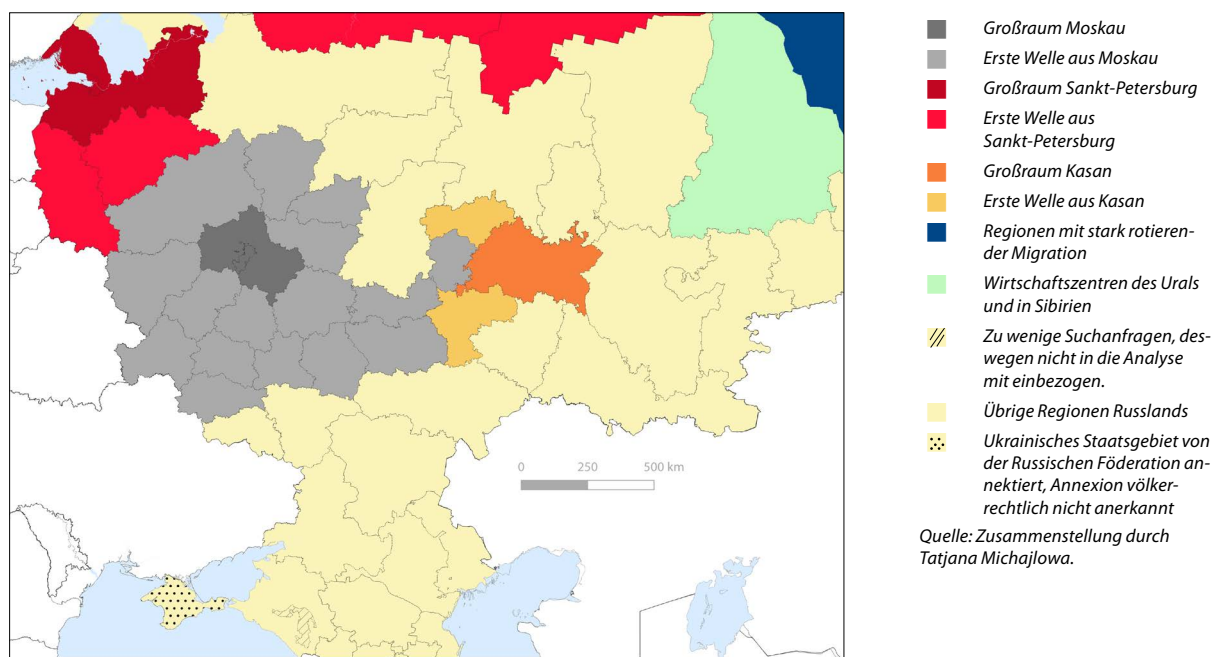 Großraum Moskau
Erste Welle aus Moskau
Großraum Sankt-Petersburg
Erste Welle aus
Sankt-Petersburg
Großraum Kasan
Erste Welle aus Kasan
Regionen mit stark rotieren-
der Migration
Wirtschaftszentren des Urals
und in Sibirien
Zu wenige Suchanfragen, des-
wegen nicht in die Analyse
mit einbezogen.
Übrige Regionen Russlands
Ukrainisches Staatsgebiet von
der Russischen Föderation an-
nektiert, Annexion völker-
rechtlich nicht anerkannt
Quelle: Zusammenstellung durch
Tatjana Michajlowa.
0 250 500 km